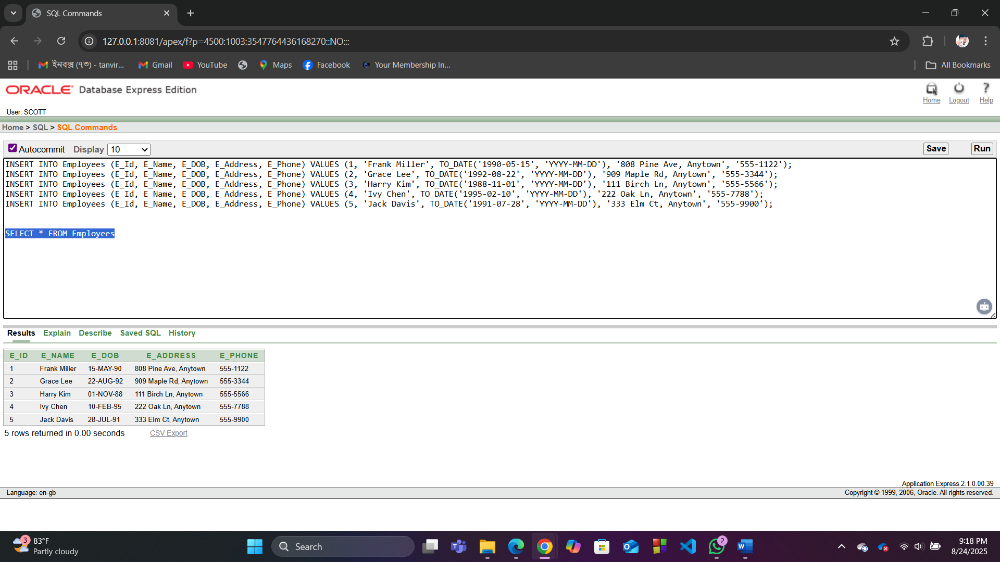 SQL Commands
127.0.0.1:8081/apex/f?p=4500:1003:3547764436168270::NO:::
ইনবক্স (৭৩) - tanvir...
Gmail
YouTube
Maps
Facebook
Your Membership In...
All Bookmarks
ORACLE Database Express Edition
Home
Logout
Help
User: SCOTT
Home > SQL > SQL Commands
Autocommit Display 10
Save
Run
INSERT INTO Employees (E_Id, E_Name, E_DOB, E_Address, E_Phone) VALUES (1, 'Frank Miller', TO_DATE('1990-05-15', 'YYYY-MM-DD'), '808 Pine Ave, Anytown', '555-1122');
INSERT INTO Employees (E_Id, E_Name, E_DOB, E_Address, E_Phone) VALUES (2, 'Grace Lee', TO_DATE('1992-08-22', 'YYYY-MM-DD'), '909 Maple Rd, Anytown', '555-3344');
INSERT INTO Employees (E_Id, E_Name, E_DOB, E_Address, E_Phone) VALUES (3, 'Harry Kim', TO_DATE('1988-11-01', 'YYYY-MM-DD'), '111 Birch Ln, Anytown', '555-5566');
INSERT INTO Employees (E_Id, E_Name, E_DOB, E_Address, E_Phone) VALUES (4, 'Ivy Chen', TO_DATE('1995-02-10', 'YYYY-MM-DD'), '222 Oak Ln, Anytown', '555-7788');
INSERT INTO Employees (E_Id, E_Name, E_DOB, E_Address, E_Phone) VALUES (5, 'Jack Davis', TO_DATE('1991-07-28', 'YYYY-MM-DD'), '333 Elm Ct, Anytown', '555-9900');
SELECT * FROM Employees
Results Explain Describe Saved SQL History
E_ID E_NAME E_DOB E_ADDRESS E_PHONE
1 Frank Miller 15-MAY-90 808 Pine Ave, Anytown 555-1122
2 Grace Lee 22-AUG-92 909 Maple Rd, Anytown 555-3344
3 Harry Kim 01-NOV-88 111 Birch Ln, Anytown 555-5566
4 Ivy Chen 10-FEB-95 222 Oak Ln, Anytown 555-7788
5 Jack Davis 28-JUL-91 333 Elm Ct, Anytown 555-9900
5 rows returned in 0.00 seconds CSV Export
Application Express 2.1.0.00.39
Language: en-gb
Copyright © 1999, 2006, Oracle. All rights reserved.
3
83°F
Partly cloudy
Search
2
9:18 PM
8/24/2025